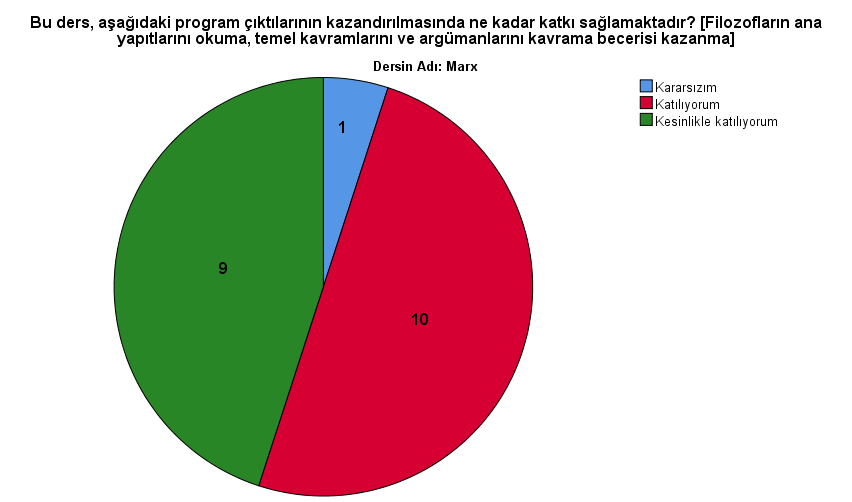 Bu ders, aşağıdaki program çıktılarının kazandırılmasında ne kadar katkı sağlamaktadır? [Filozofların ana
yapıtlarını okuma, temel kavramlarını ve argümanlarını kavrama becerisi kazanma]
Dersin Adı: Marx
Kararsızım
Katılıyorum
Kesinlikle katılıyorum
1
9
10